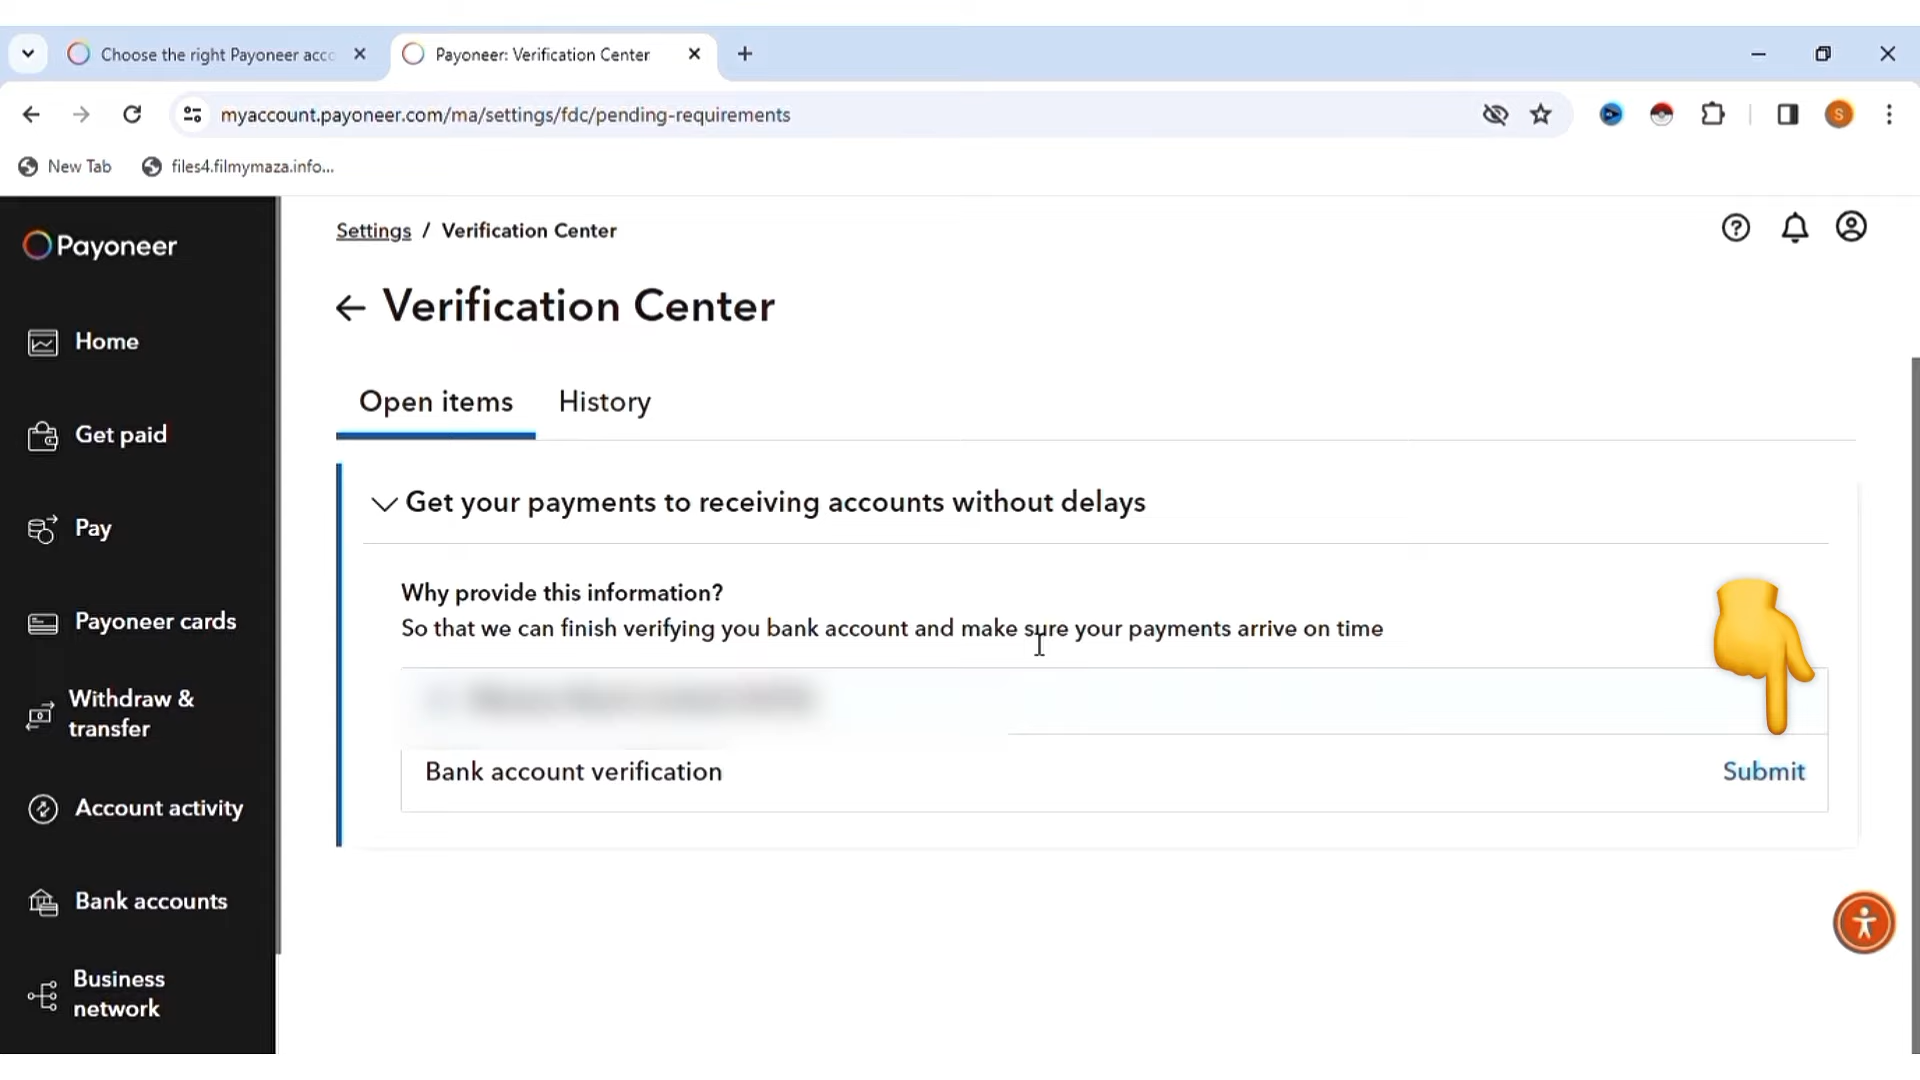 Choose the right Payoneer acc
Payoneer: Verification Center
myaccount.payoneer.com/ma/settings/fdc/pending-requirements
S
New Tab
files4.filmymaza.info...
Payoneer
Settings / Verification Center
Verification Center
Home
Open items
History
Get paid
Get your payments to receiving accounts without delays
Pay
Why provide this information?
So that we can finish verifying you bank account and make sure your payments arrive on time
Payoneer cards
Withdraw &
transfer
Bank account verification
Submit
Account activity
Bank accounts
Business
network